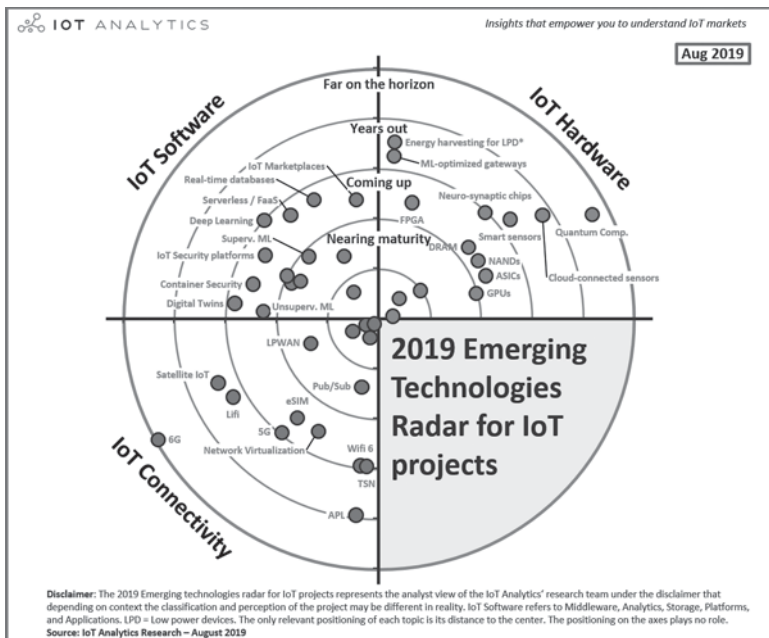 IOT ANALYTICS
Insights that empower you to understand IoT markets
Aug 2019
IoT Software
IoT Hardware
IoT Connectivity
Far on the horizon
Years out
Coming up
Nearing maturity
Energy harvesting for LPD*
ML-optimized gateways
IoT Marketplaces
Real-time databases
Serverless / FaaS
Deep Learning
Superv. ML
IoT Security platforms
Container Security
Digital Twins
Unsuperv. ML
Neuro-synaptic chips
FPGA
Smart sensors
Quantum Comp.
DRAM
NANDs
Cloud-connected sensors
ASICs
GPUs
LPWAN
Pub/Sub
Satellite IoT
Lifi
eSIM
5G
Network Virtualization
6G
Wifi 6
TSN
APL
2019 Emerging
Technologies
Radar for IoT
projects
Disclaimer: The 2019 Emerging technologies radar for IoT projects represents the analyst view of the IoT Analytics' research team under the disclaimer that
depending on context the classification and perception of the project may be different in reality. IoT Software refers to Middleware, Analytics, Storage, Platforms,
and Applications. LPD = Low power devices. The only relevant positioning of each topic is its distance to the center. The positioning on the axes plays no role.
Source: IoT Analytics Research – August 2019